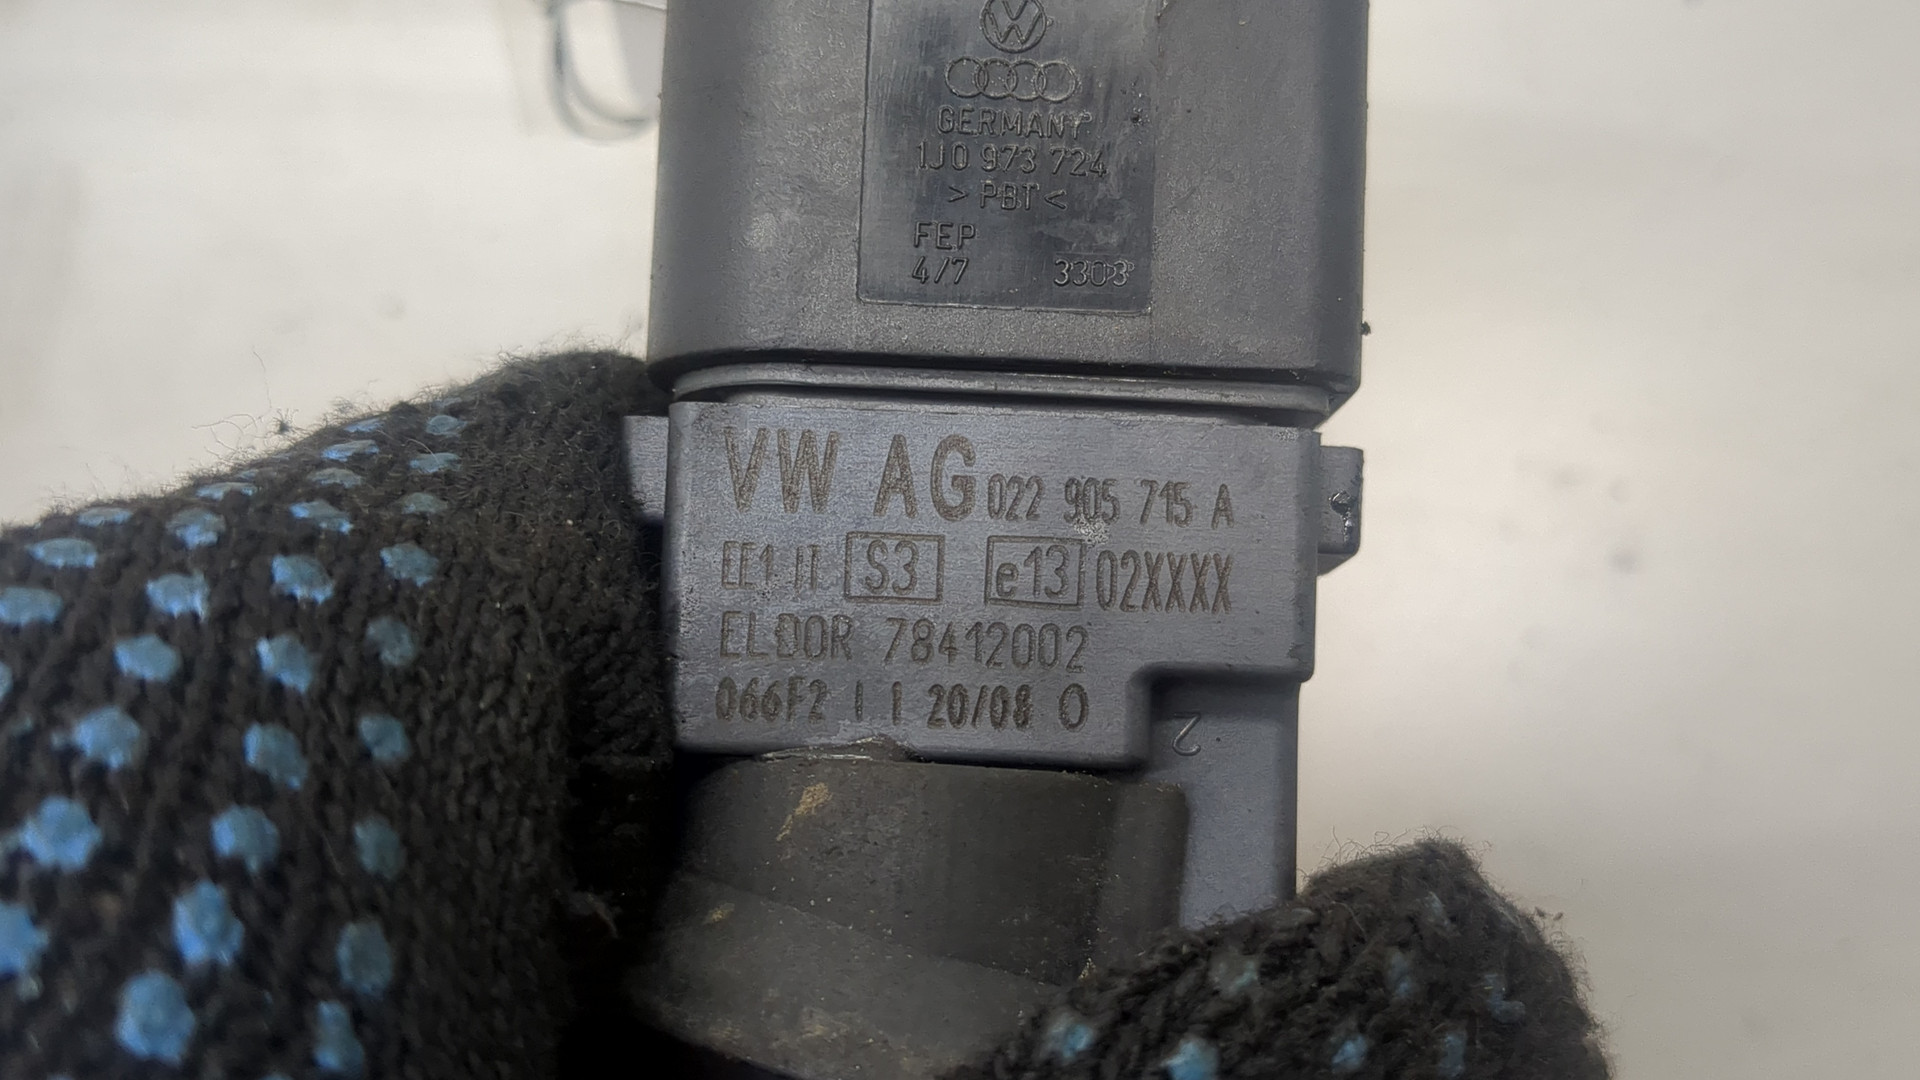 GERMANY
1J0 973 724
>PBT<
FEP
4/7 3303
VW AG 022 905 715 A
EE1 IT S3 e13 02XXXX
ELDOR 78412002
066F2 I I 20/08 O
2